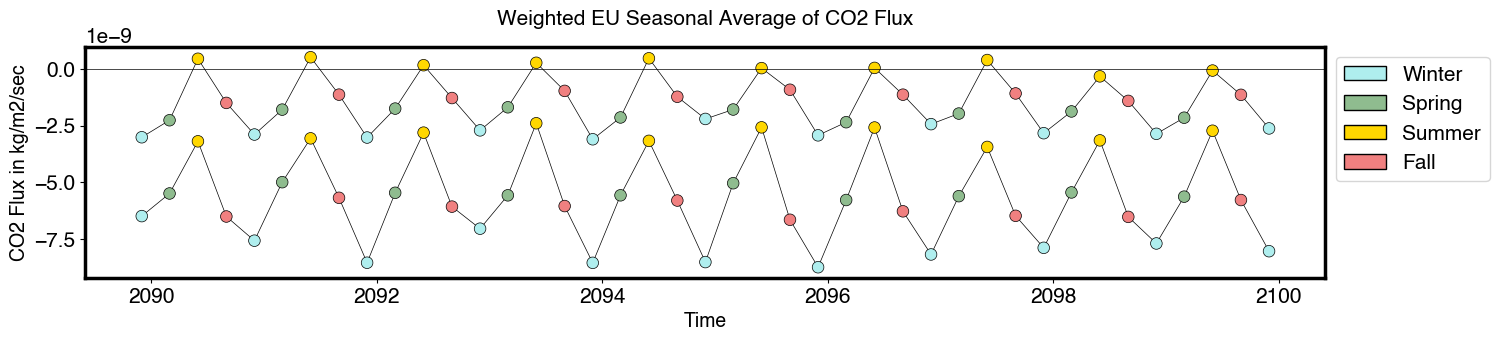 Weighted EU Seasonal Average of CO2 Flux
1e−9
0.0
−2.5
−5.0
−7.5
CO2 Flux in kg/m2/sec
2090 2092 2094 2096 2098 2100
Time
Winter
Spring
Summer
Fall